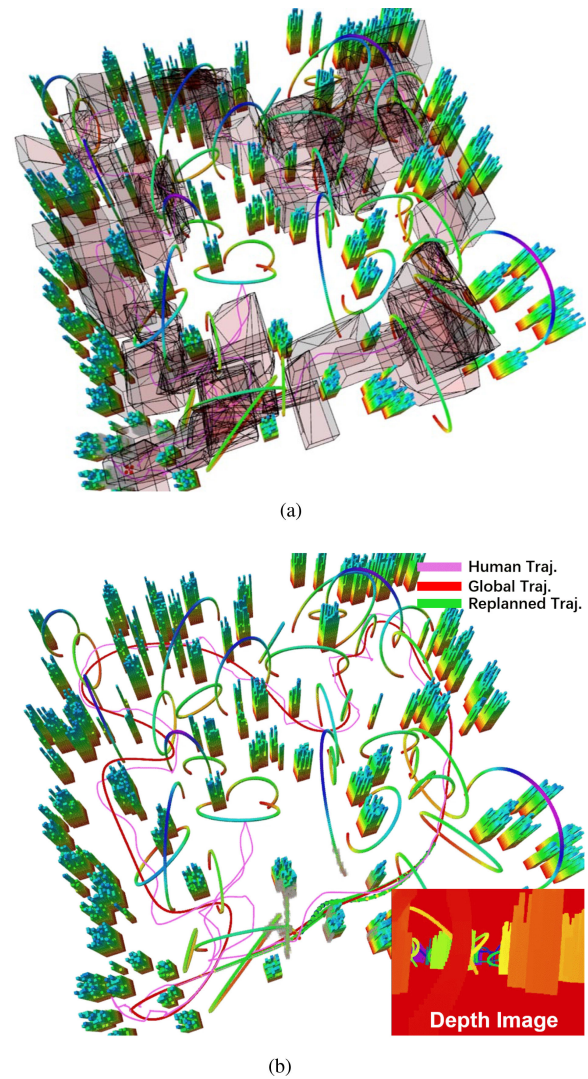 (a)
Human Traj.
Global Traj.
Replanned Traj.
Depth Image
(b)